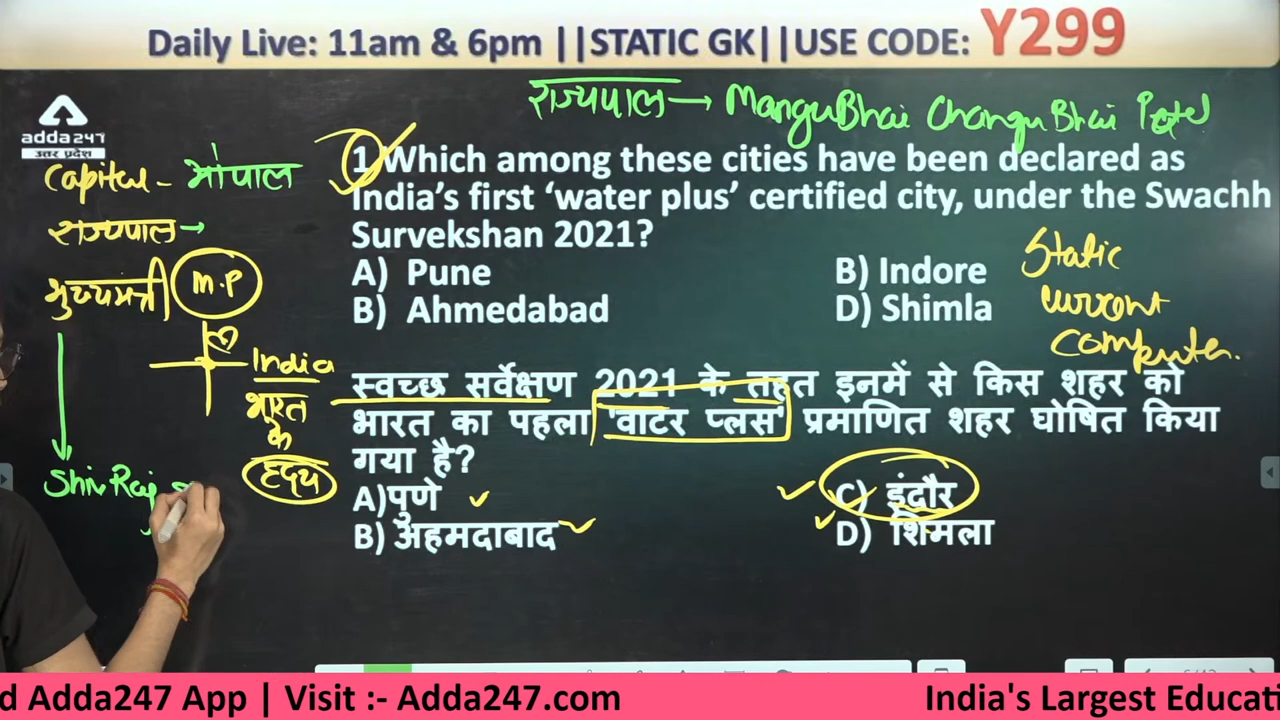 Daily Live: 11am & 6pm ||STATIC GK||USE CODE: Y299
राज्यपाल → ManguBhai ChanguBhai Patel
adda247
उत्तर प्रदेश
Capital - भोपाल
राज्यपाल →
मुख्यमंत्री M.P
India
भारत
के
हृदय
Shiv Raj
1 Which among these cities have been declared as
India's first 'water plus' certified city, under the Swachh
Survekshan 2021?
A) Pune B) Indore
B) Ahmedabad D) Shimla
Static
Current
Computer.
स्वच्छ सर्वेक्षण 2021 के तहत इनमें से किस शहर को
भारत का पहला 'वाटर प्लस' प्रमाणित शहर घोषित किया
गया है?
A)पुणे C) इंदौर
B) अहमदाबाद D) शिमला
d Adda247 App | Visit :- Adda247.com India's Largest Educati